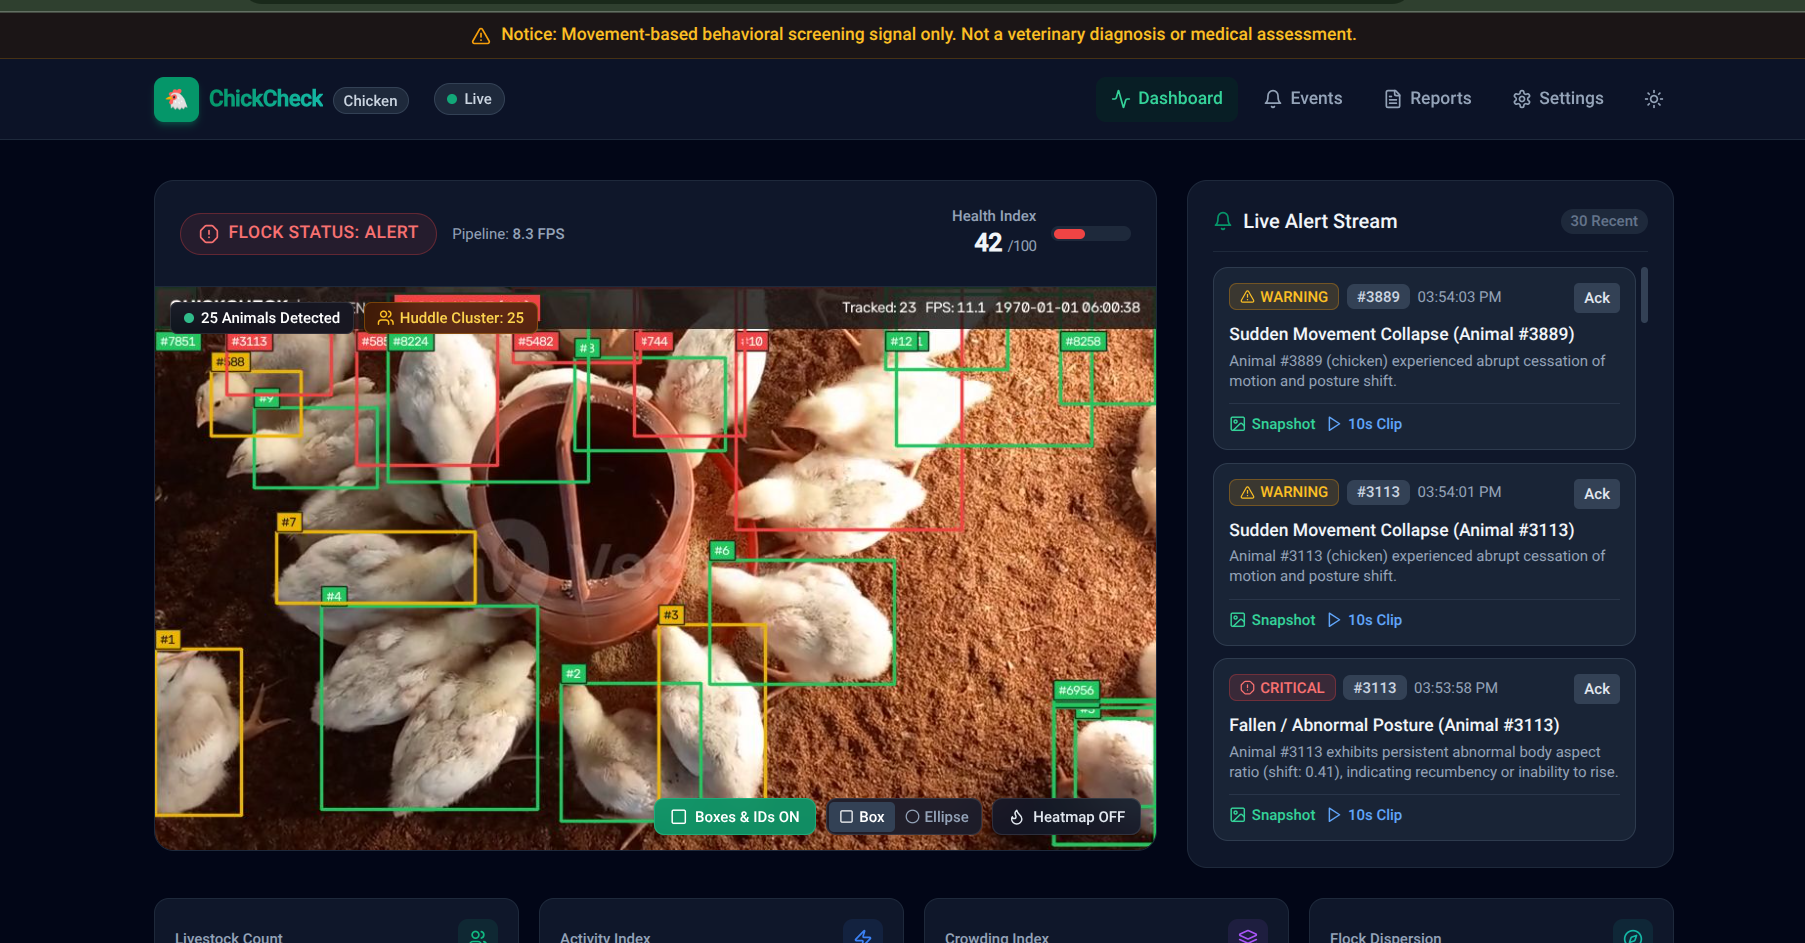 Notice: Movement-based behavioral screening signal only. Not a veterinary diagnosis or medical assessment.
ChickCheck
Chicken
Live
Dashboard
Events
Reports
Settings
FLOCK STATUS: ALERT
Pipeline: 8.3 FPS
Health Index
42 /100
25 Animals Detected
Huddle Cluster: 25
Tracked: 23 FPS: 11.1 1970-01-01 06:00:38
#7851
#3113
#8224
#5482
#744
#8258
#7
#4
#6
#3
#1
#2
#6956
Boxes & IDs ON
Box
Ellipse
Heatmap OFF
Live Alert Stream
30 Recent
WARNING #3889 03:54:03 PM
Ack
Sudden Movement Collapse (Animal #3889)
Animal #3889 (chicken) experienced abrupt cessation of
motion and posture shift.
Snapshot
10s Clip
WARNING #3113 03:54:01 PM
Ack
Sudden Movement Collapse (Animal #3113)
Animal #3113 (chicken) experienced abrupt cessation of
motion and posture shift.
Snapshot
10s Clip
CRITICAL #3113 03:53:58 PM
Ack
Fallen / Abnormal Posture (Animal #3113)
Animal #3113 exhibits persistent abnormal body aspect
ratio (shift: 0.41), indicating recumbency or inability to rise.
Snapshot
10s Clip
Livestock Count
Activity Index
Crowding Index
Flock Dispersion